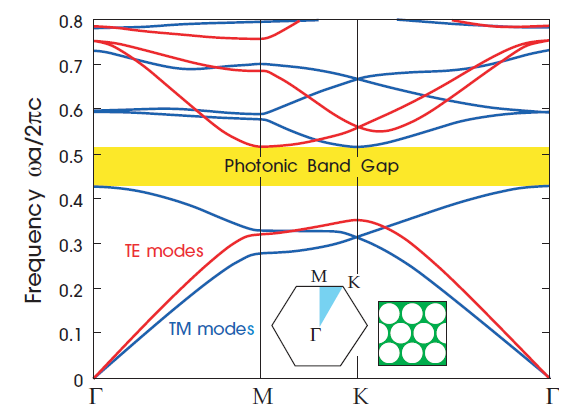 0.8
0.7
0.6
0.5
0.4
0.3
0.2
0.1
0
Frequency ωa/2πc
Photonic Band Gap
TE modes
TM modes
M
K
Γ
Γ
M
K
Γ